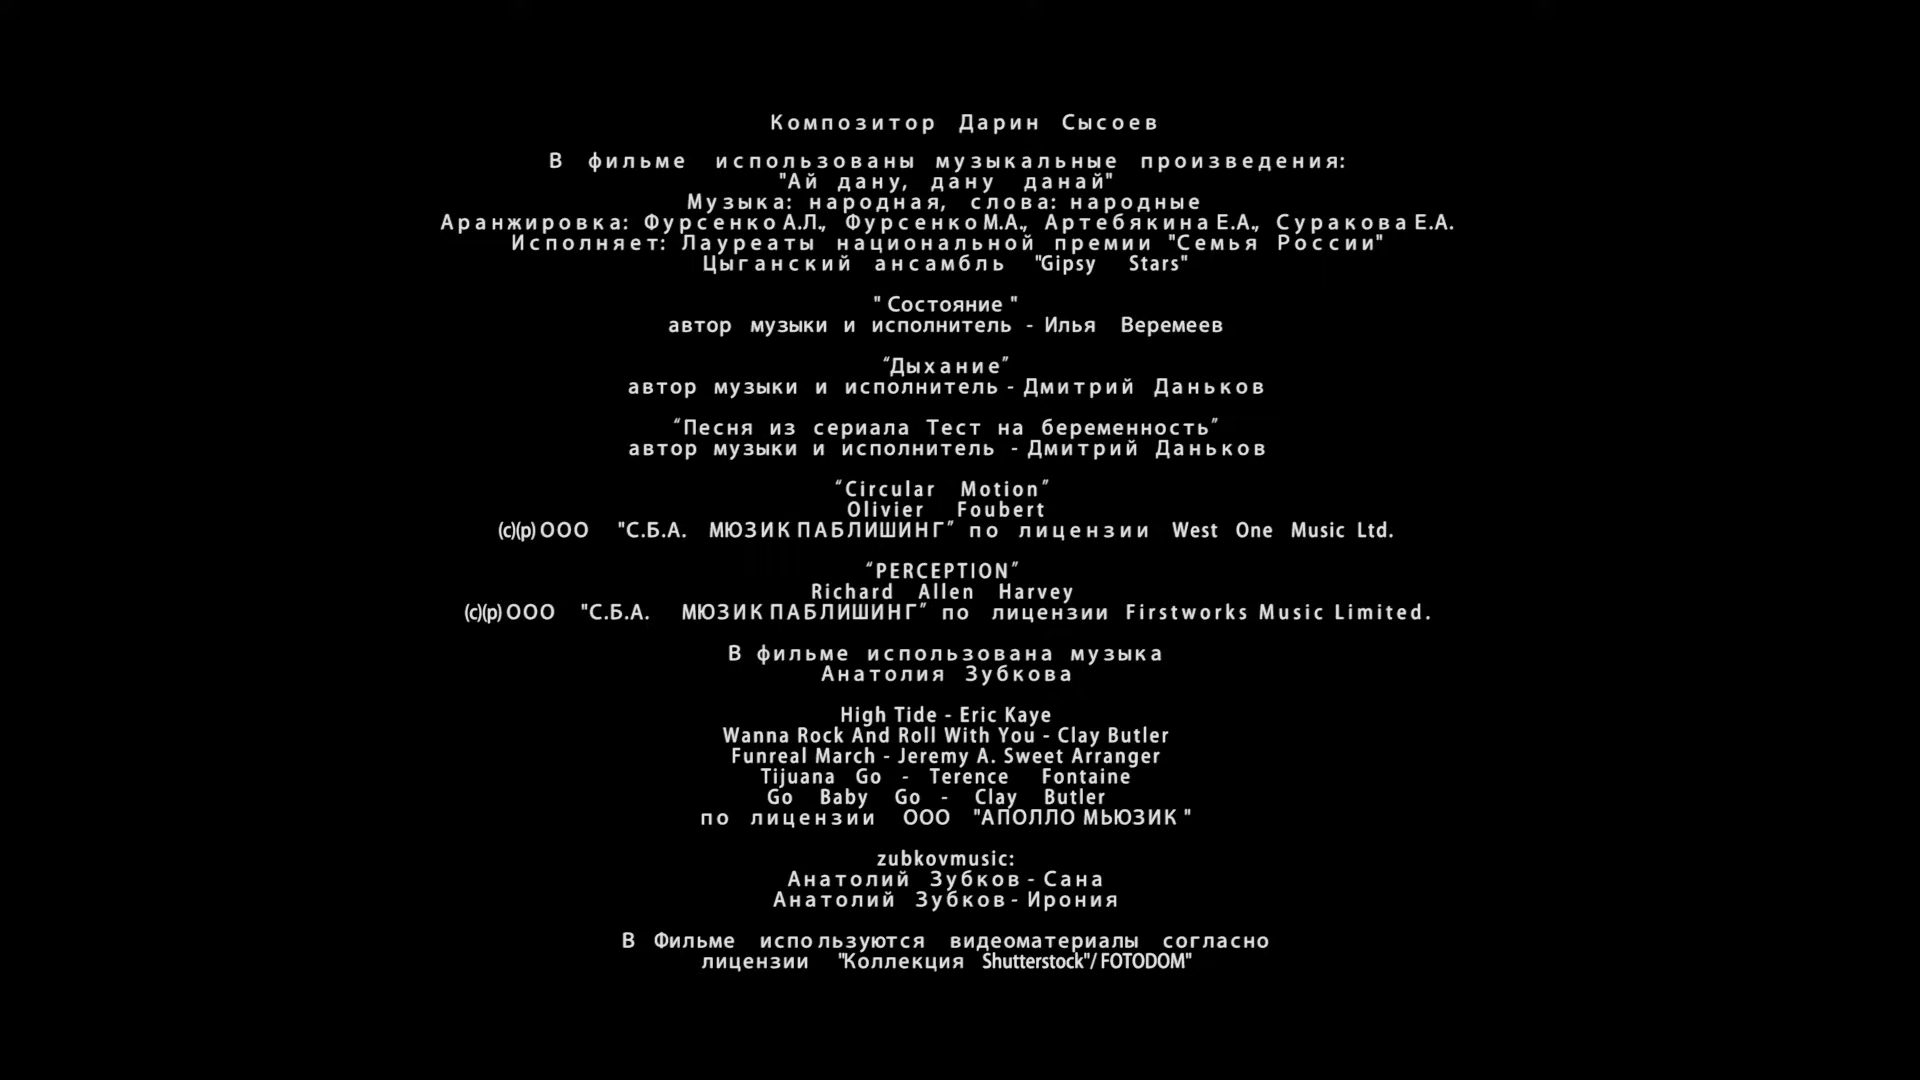 Композитор Дарин Сысоев
В фильме использованы музыкальные произведения:
"Ай дану, дану данай"
Музыка: народная, слова: народные
Аранжировка: Фурсенко А.Л., Фурсенко М.А., Артебякина Е.А., Суракова Е.А.
Исполняет: Лауреаты национальной премии "Семья России"
Цыганский ансамбль "Gipsy Stars"
" Состояние "
автор музыки и исполнитель - Илья Веремеев
“Дыхание”
автор музыки и исполнитель - Дмитрий Даньков
“Песня из сериала Тест на беременность”
автор музыки и исполнитель - Дмитрий Даньков
“Circular Motion”
Olivier Foubert
(c)(p) ООО "С.Б.А. МЮЗИК ПАБЛИШИНГ” по лицензии West One Music Ltd.
“PERCEPTION”
Richard Allen Harvey
(c)(p) ООО "С.Б.А. МЮЗИК ПАБЛИШИНГ” по лицензии Firstworks Music Limited.
В фильме использована музыка
Анатолия Зубкова
High Tide - Eric Kaye
Wanna Rock And Roll With You - Clay Butler
Funreal March - Jeremy A. Sweet Arranger
Tijuana Go - Terence Fontaine
Go Baby Go - Clay Butler
по лицензии ООО "АПОЛЛО МЬЮЗИК "
zubkovmusic:
Анатолий Зубков - Сана
Анатолий Зубков - Ирония
В Фильме используются видеоматериалы согласно
лицензии "Коллекция Shutterstock"/ FOTODOM"